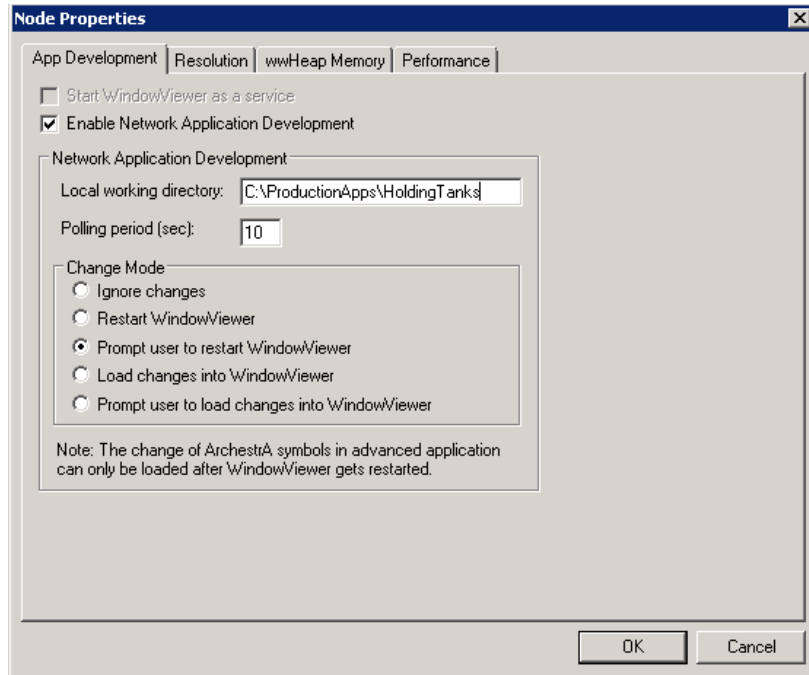 Node Properties
App Development Resolution wwHeap Memory Performance
Start WindowViewer as a service
Enable Network Application Development
Network Application Development
Local working directory: C:\ProductionApps\HoldingTanks
Polling period (sec): 10
Change Mode
Ignore changes
Restart WindowViewer
Prompt user to restart WindowViewer
Load changes into WindowViewer
Prompt user to load changes into WindowViewer
Note: The change of ArchestrA symbols in advanced application
can only be loaded after WindowViewer gets restarted.
OK Cancel